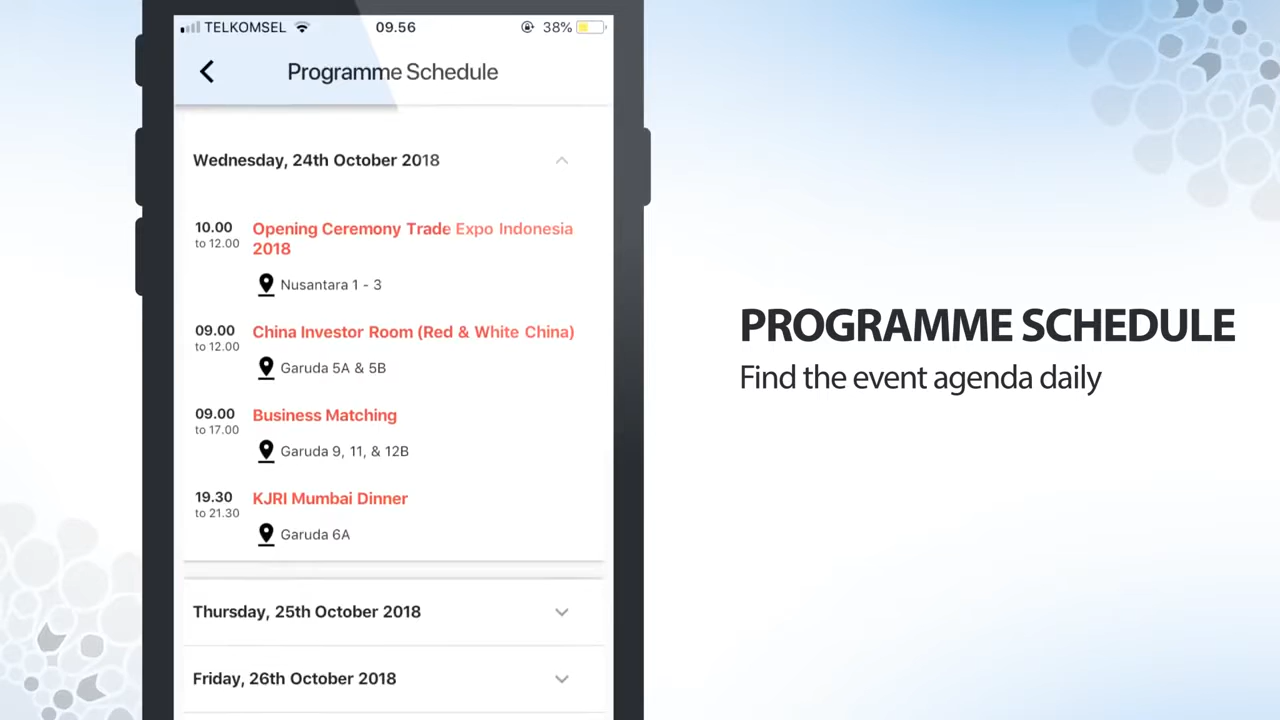 TELKOMSEL 09.56 38%
Programme Schedule
Wednesday, 24th October 2018
10.00
to 12.00
Opening Ceremony Trade Expo Indonesia
2018
Nusantara 1 - 3
09.00
to 12.00
China Investor Room (Red & White China)
Garuda 5A & 5B
09.00
to 17.00
Business Matching
Garuda 9, 11, & 12B
19.30
to 21.30
KJRI Mumbai Dinner
Garuda 6A
Thursday, 25th October 2018
Friday, 26th October 2018
PROGRAMME SCHEDULE
Find the event agenda daily